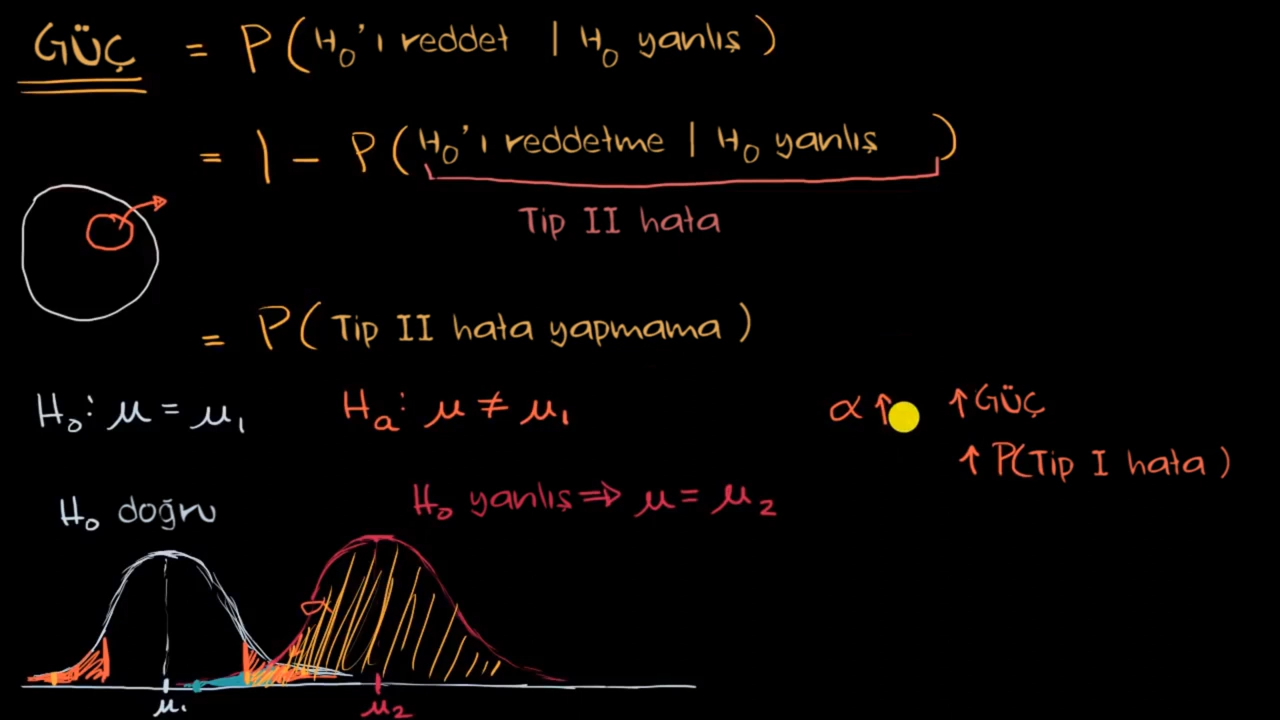 GÜÇ = P(H₀'ı reddet | H₀ yanlış)
= 1 - P(H₀'ı reddetme | H₀ yanlış)
Tip II hata
= P(Tip II hata yapmama)
H₀: μ = μ₁ Hₐ: μ ≠ μ₁
α↑ ↑GÜÇ
↑ P(Tip I hata)
H₀ doğru
H₀ yanlış ⇒ μ = μ₂
α
μ₁ μ₂